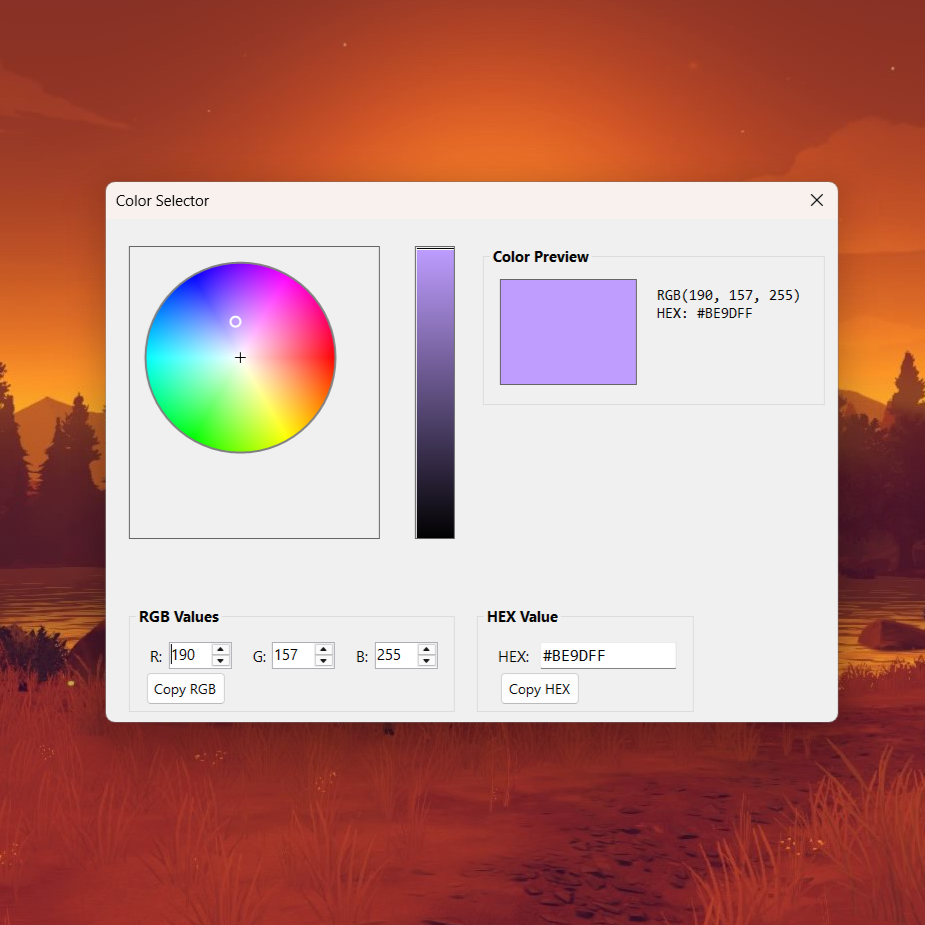 Color Selector
Color Preview
RGB(190, 157, 255)
HEX: #BE9DFF
RGB Values
R: 190 G: 157 B: 255
Copy RGB
HEX Value
HEX: #BE9DFF
Copy HEX